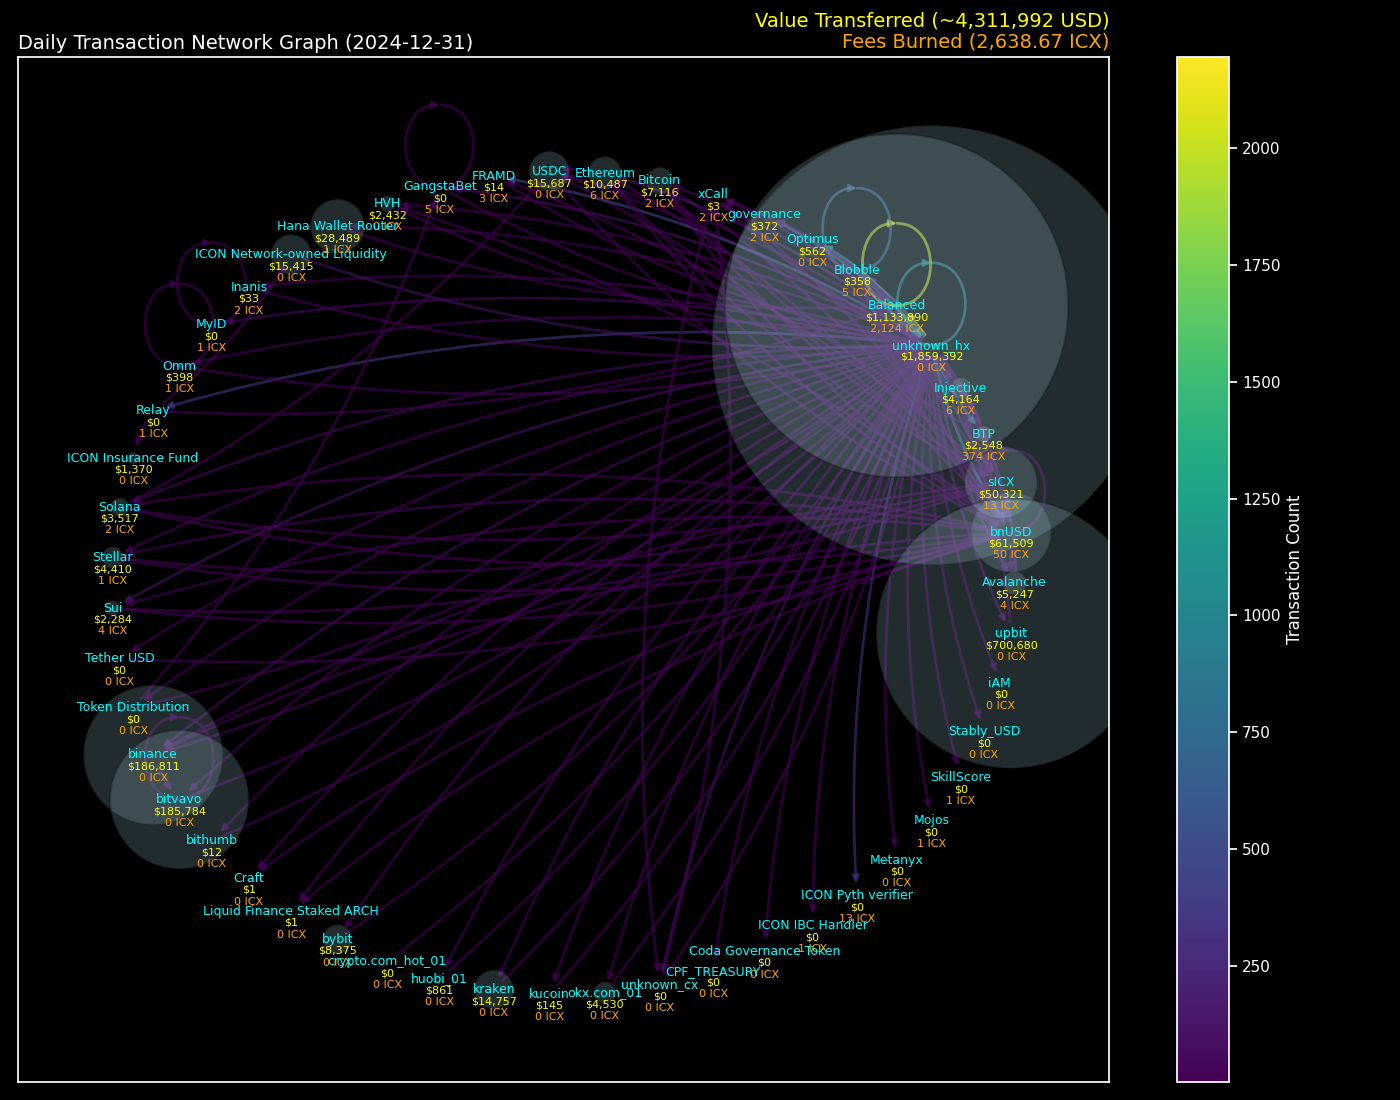 Value Transferred (~4,311,992 USD)
Daily Transaction Network Graph (2024-12-31)
Fees Burned (2,638.67 ICX)
USDC
$15,687
0 ICX
Ethereum
$10,487
6 ICX
Bitcoin
$7,116
2 ICX
xCall
$3
2 ICX
governance
$372
2 ICX
Optimus
$562
0 ICX
Blobble
$358
5 ICX
Balanced
$1,133,890
2,124 ICX
unknown_hx
$1,859,392
0 ICX
Injective
$4,164
6 ICX
BTP
$2,548
374 ICX
sICX
$50,321
13 ICX
bnUSD
$61,509
50 ICX
Avalanche
$5,247
4 ICX
upbit
$700,680
0 ICX
iAM
$0
0 ICX
Stably_USD
$0
0 ICX
SkillScore
$0
1 ICX
Mojos
$0
1 ICX
Metanyx
$0
0 ICX
ICON Pyth verifier
$0
13 ICX
ICON IBC Handler
$0
1 ICX
Coda Governance Token
$0
0 ICX
CPF_TREASURY
$0
0 ICX
unknown_cx
$0
0 ICX
okx.com_01
$4,530
0 ICX
kucoin
$145
0 ICX
kraken
$14,757
0 ICX
huobi_01
$861
0 ICX
crypto.com_hot_01
$0
0 ICX
bybit
$8,375
0 ICX
Liquid Finance Staked ARCH
$1
0 ICX
Craft
$1
0 ICX
bithumb
$12
0 ICX
bitvavo
$185,784
0 ICX
binance
$186,811
0 ICX
Token Distribution
$0
0 ICX
Tether USD
$0
0 ICX
Sui
$2,284
4 ICX
Stellar
$4,410
1 ICX
Solana
$3,517
2 ICX
ICON Insurance Fund
$1,370
0 ICX
Relay
$0
1 ICX
Omm
$398
1 ICX
MyID
$0
1 ICX
Inanis
$33
2 ICX
ICON Network-owned Liquidity
$15,415
0 ICX
Hana Wallet Router
$28,489
1 ICX
HVH
$2,432
ICX
GangstaBet
$0
5 ICX
FRAMD
$14
3 ICX
2000
1750
1500
1250
1000
750
500
250
Transaction Count